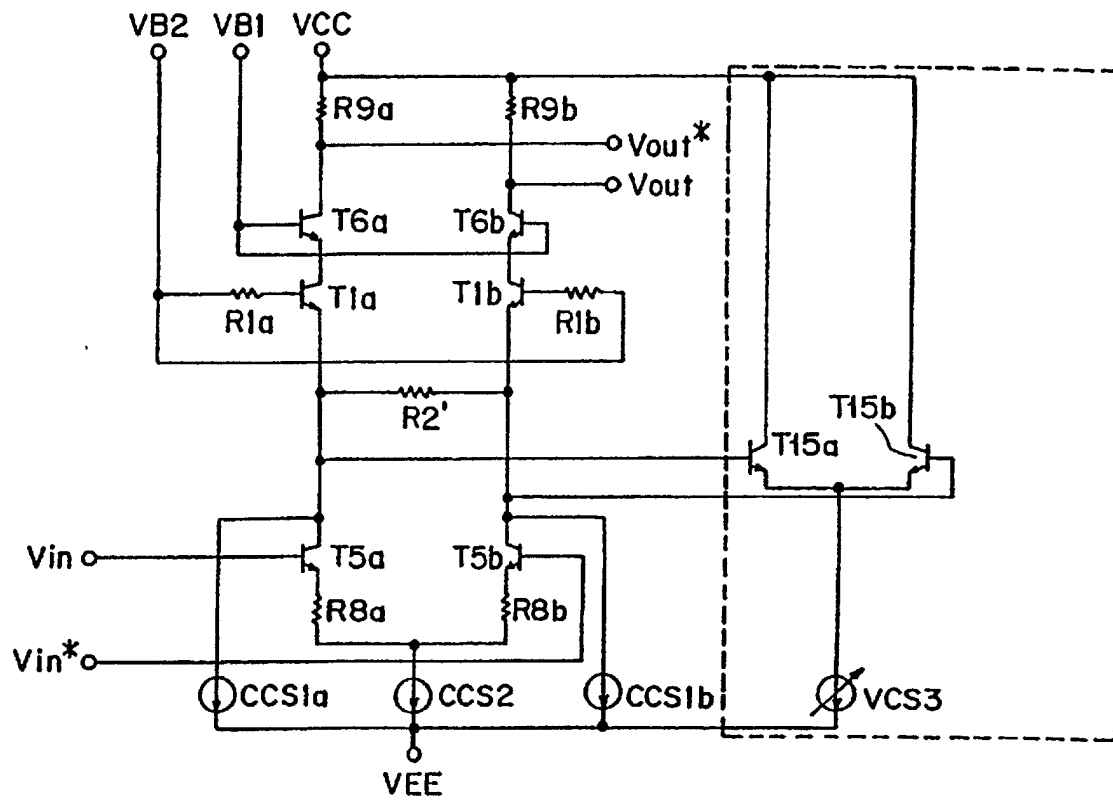 VB2 VB1 VCC
R9a R9b
Vout*
Vout
T6a T6b
T1a T1b
R1a R1b
R2'
T15b
T15a
Vin T5a T5b
R8a R8b
Vin*
CCS1a CCS2 CCS1b VCS3
VEE